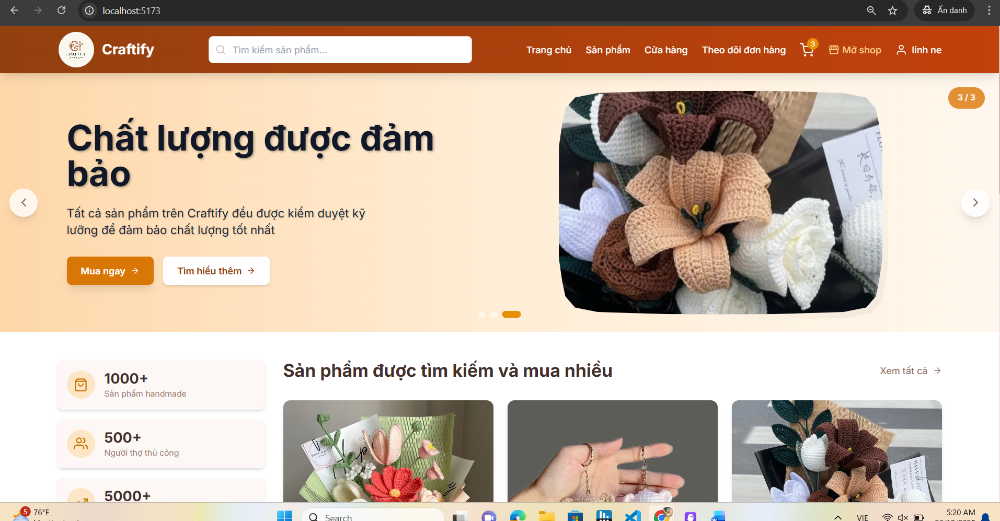 localhost:5173
Ẩn danh
CRAFTIFY
Craftify
Tìm kiếm sản phẩm...
Trang chủ
Sản phẩm
Cửa hàng
Theo dõi đơn hàng
3
Mở shop
linh ne
3 / 3
Chất lượng được đảm
bảo
Tất cả sản phẩm trên Craftify đều được kiểm duyệt kỹ
lưỡng để đảm bảo chất lượng tốt nhất
Mua ngay
Tìm hiểu thêm
1000+
Sản phẩm handmade
500+
Người thợ thủ công
5000+
Sản phẩm được tìm kiếm và mua nhiều
Xem tất cả
5
76°F
Search
VIE
5:20 AM